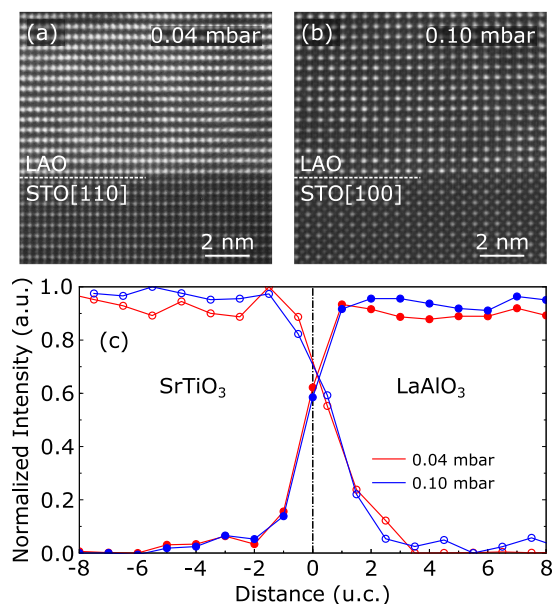 (a) 0.04 mbar
LAO
STO[110]
2 nm
(b) 0.10 mbar
LAO
STO[100]
2 nm
Normalized Intensity (a.u.)
1.0
0.8
0.6
0.4
0.2
0.0
(c)
SrTiO₃
LaAlO₃
0.04 mbar
0.10 mbar
-8 -6 -4 -2 0 2 4 6 8
Distance (u.c.)